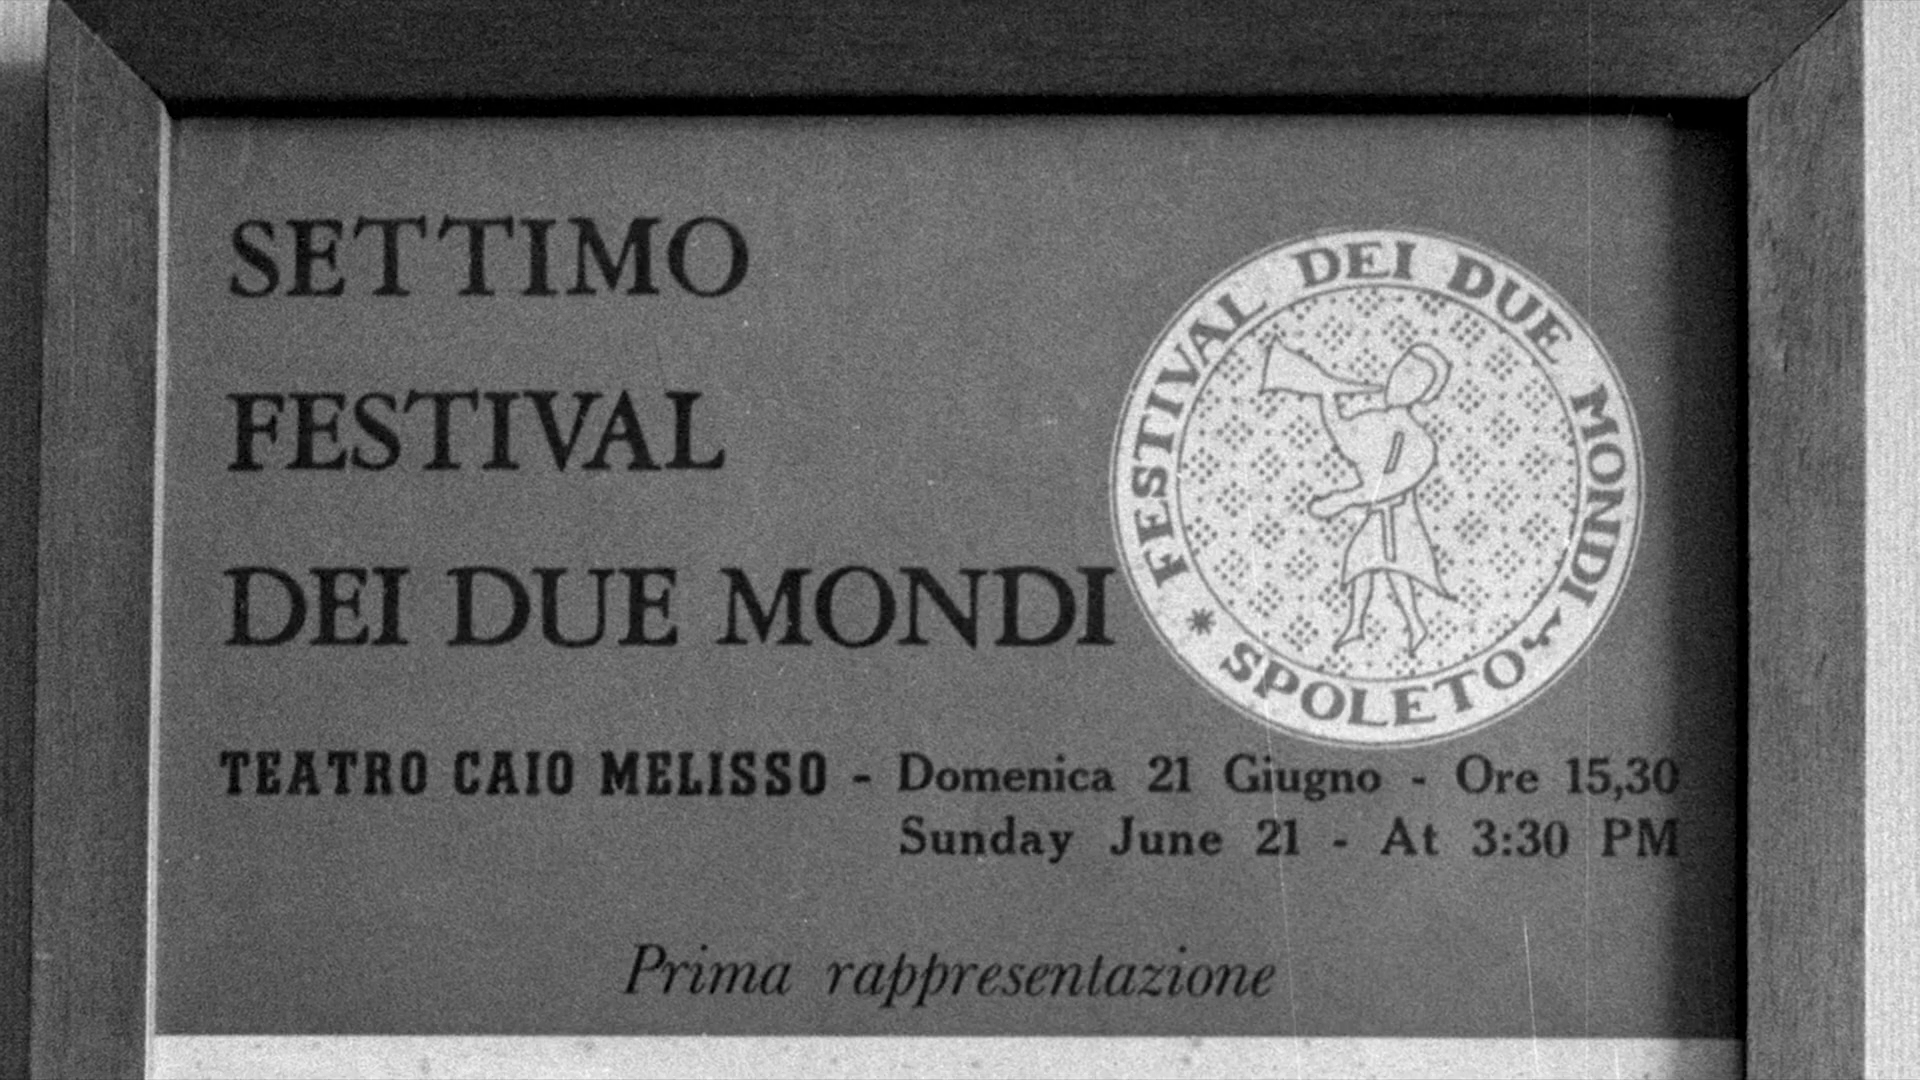 SETTIMO
FESTIVAL
DEI DUE MONDI
FESTIVAL DEI DUE MONDI
* SPOLETO
TEATRO CAIO MELISSO - Domenica 21 Giugno - Ore 15,30
Sunday June 21 - At 3:30 PM
Prima rappresentazione